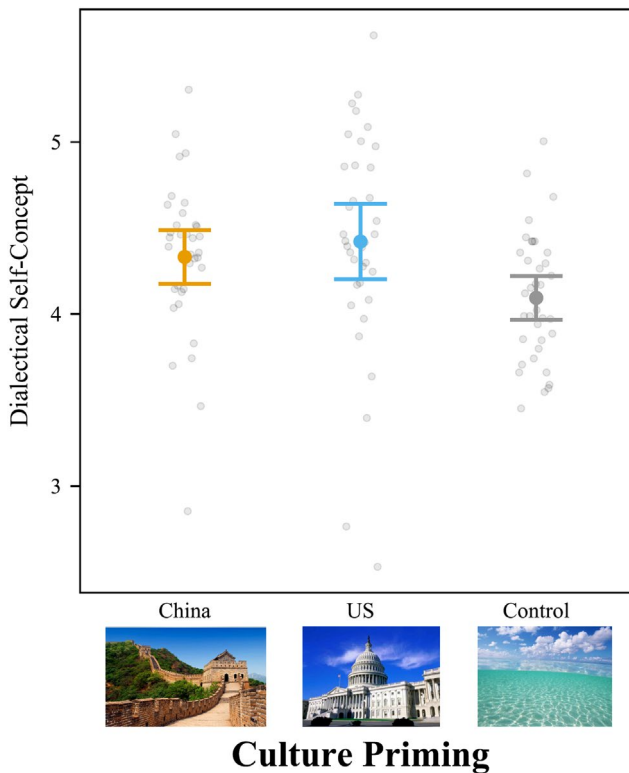 5
4
3
Dialectical Self-Concept
China
US
Control
Culture Priming